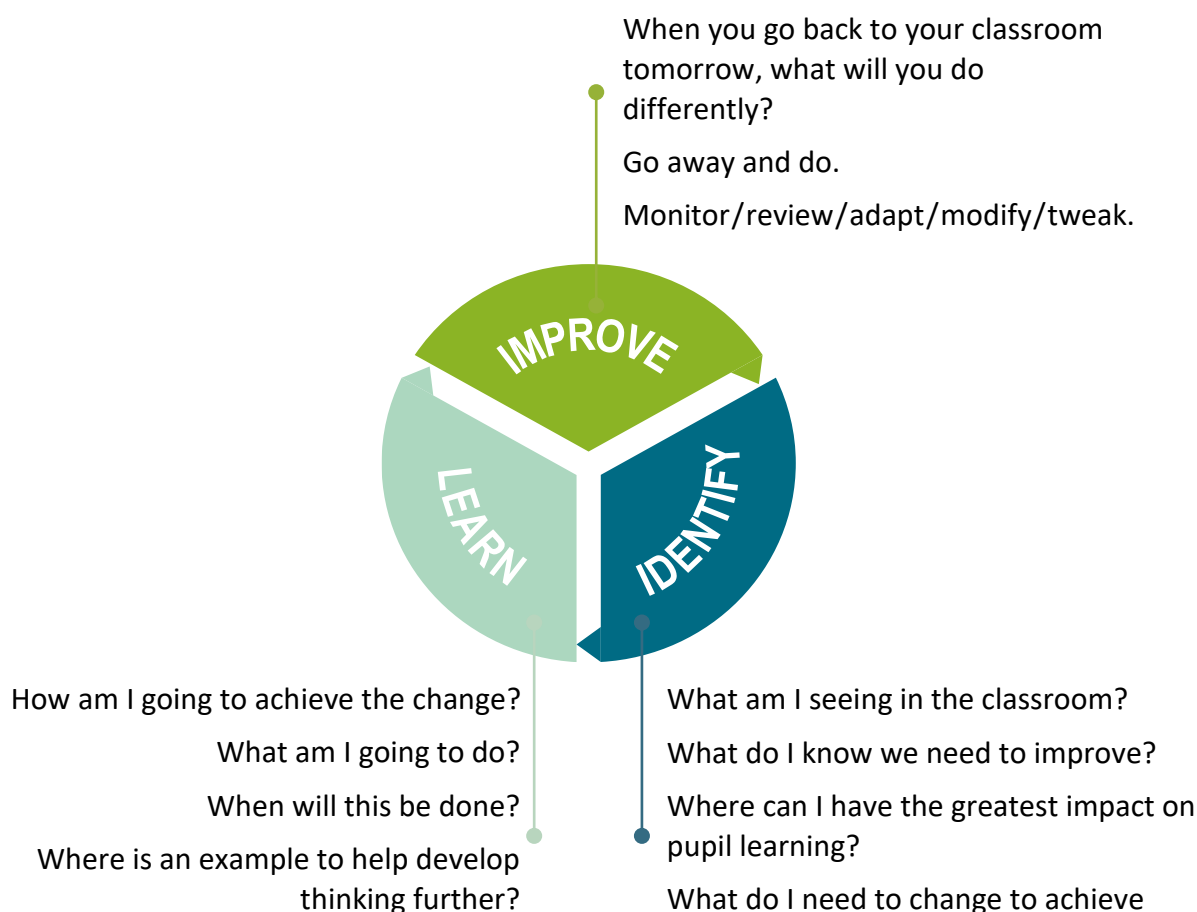 When you go back to your classroom
tomorrow, what will you do
differently?
Go away and do.
Monitor/review/adapt/modify/tweak.
IMPROVE
LEARN
IDENTIFY
How am I going to achieve the change?
What am I going to do?
When will this be done?
Where is an example to help develop
thinking further?
What am I seeing in the classroom?
What do I know we need to improve?
Where can I have the greatest impact on
pupil learning?
What do I need to change to achieve